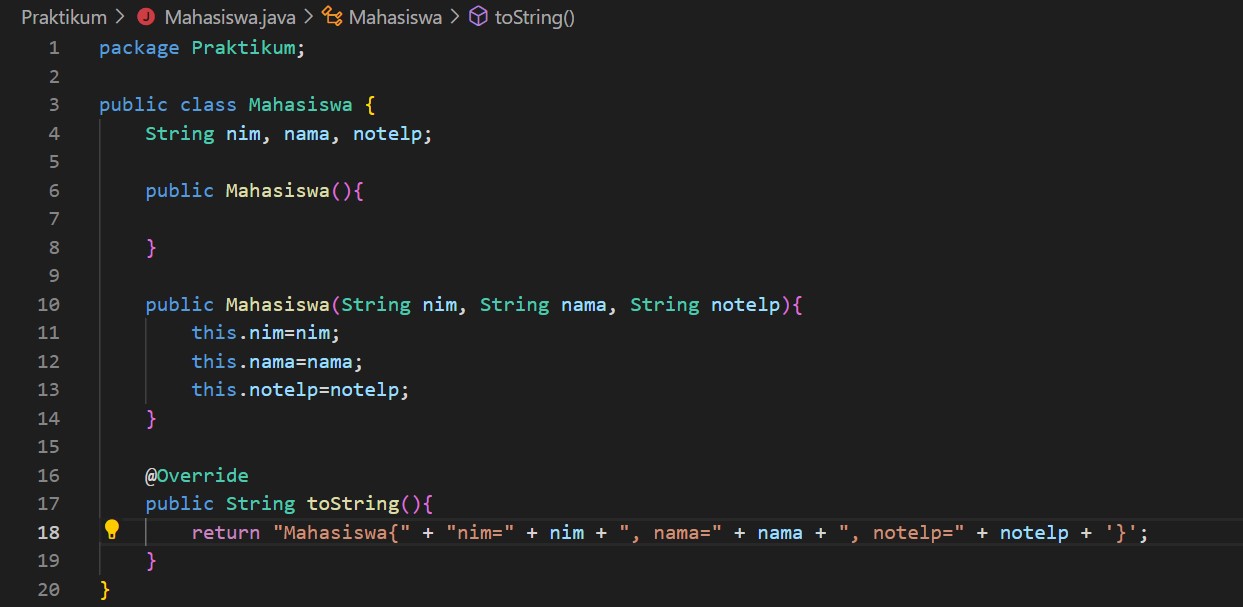 Praktikum > Mahasiswa.java > Mahasiswa > toString()
1 package Praktikum;
2
3 public class Mahasiswa {
4     String nim, nama, notelp;
5
6     public Mahasiswa(){
7
8     }
9
10     public Mahasiswa(String nim, String nama, String notelp){
11         this.nim=nim;
12         this.nama=nama;
13         this.notelp=notelp;
14     }
15
16     @Override
17     public String toString(){
18         return "Mahasiswa{" + "nim=" + nim + ", nama=" + nama + ", notelp=" + notelp + '}';
19     }
20 }